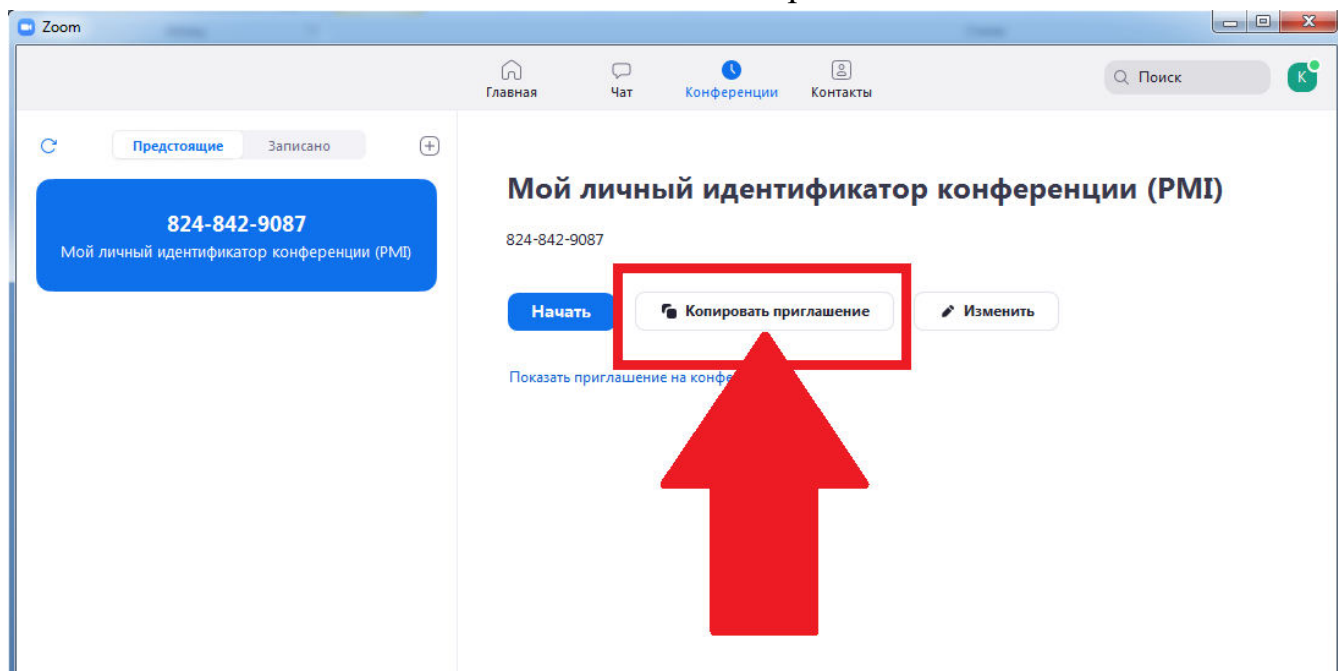 Zoom
Главная
Чат
Конференции
Контакты
Поиск
K
Предстоящие
Записано
824-842-9087
Мой личный идентификатор конференции (PMI)
Мой личный идентификатор конференции (PMI)
824-842-9087
Начать
Копировать приглашение
Изменить
Показать приглашение на конфе